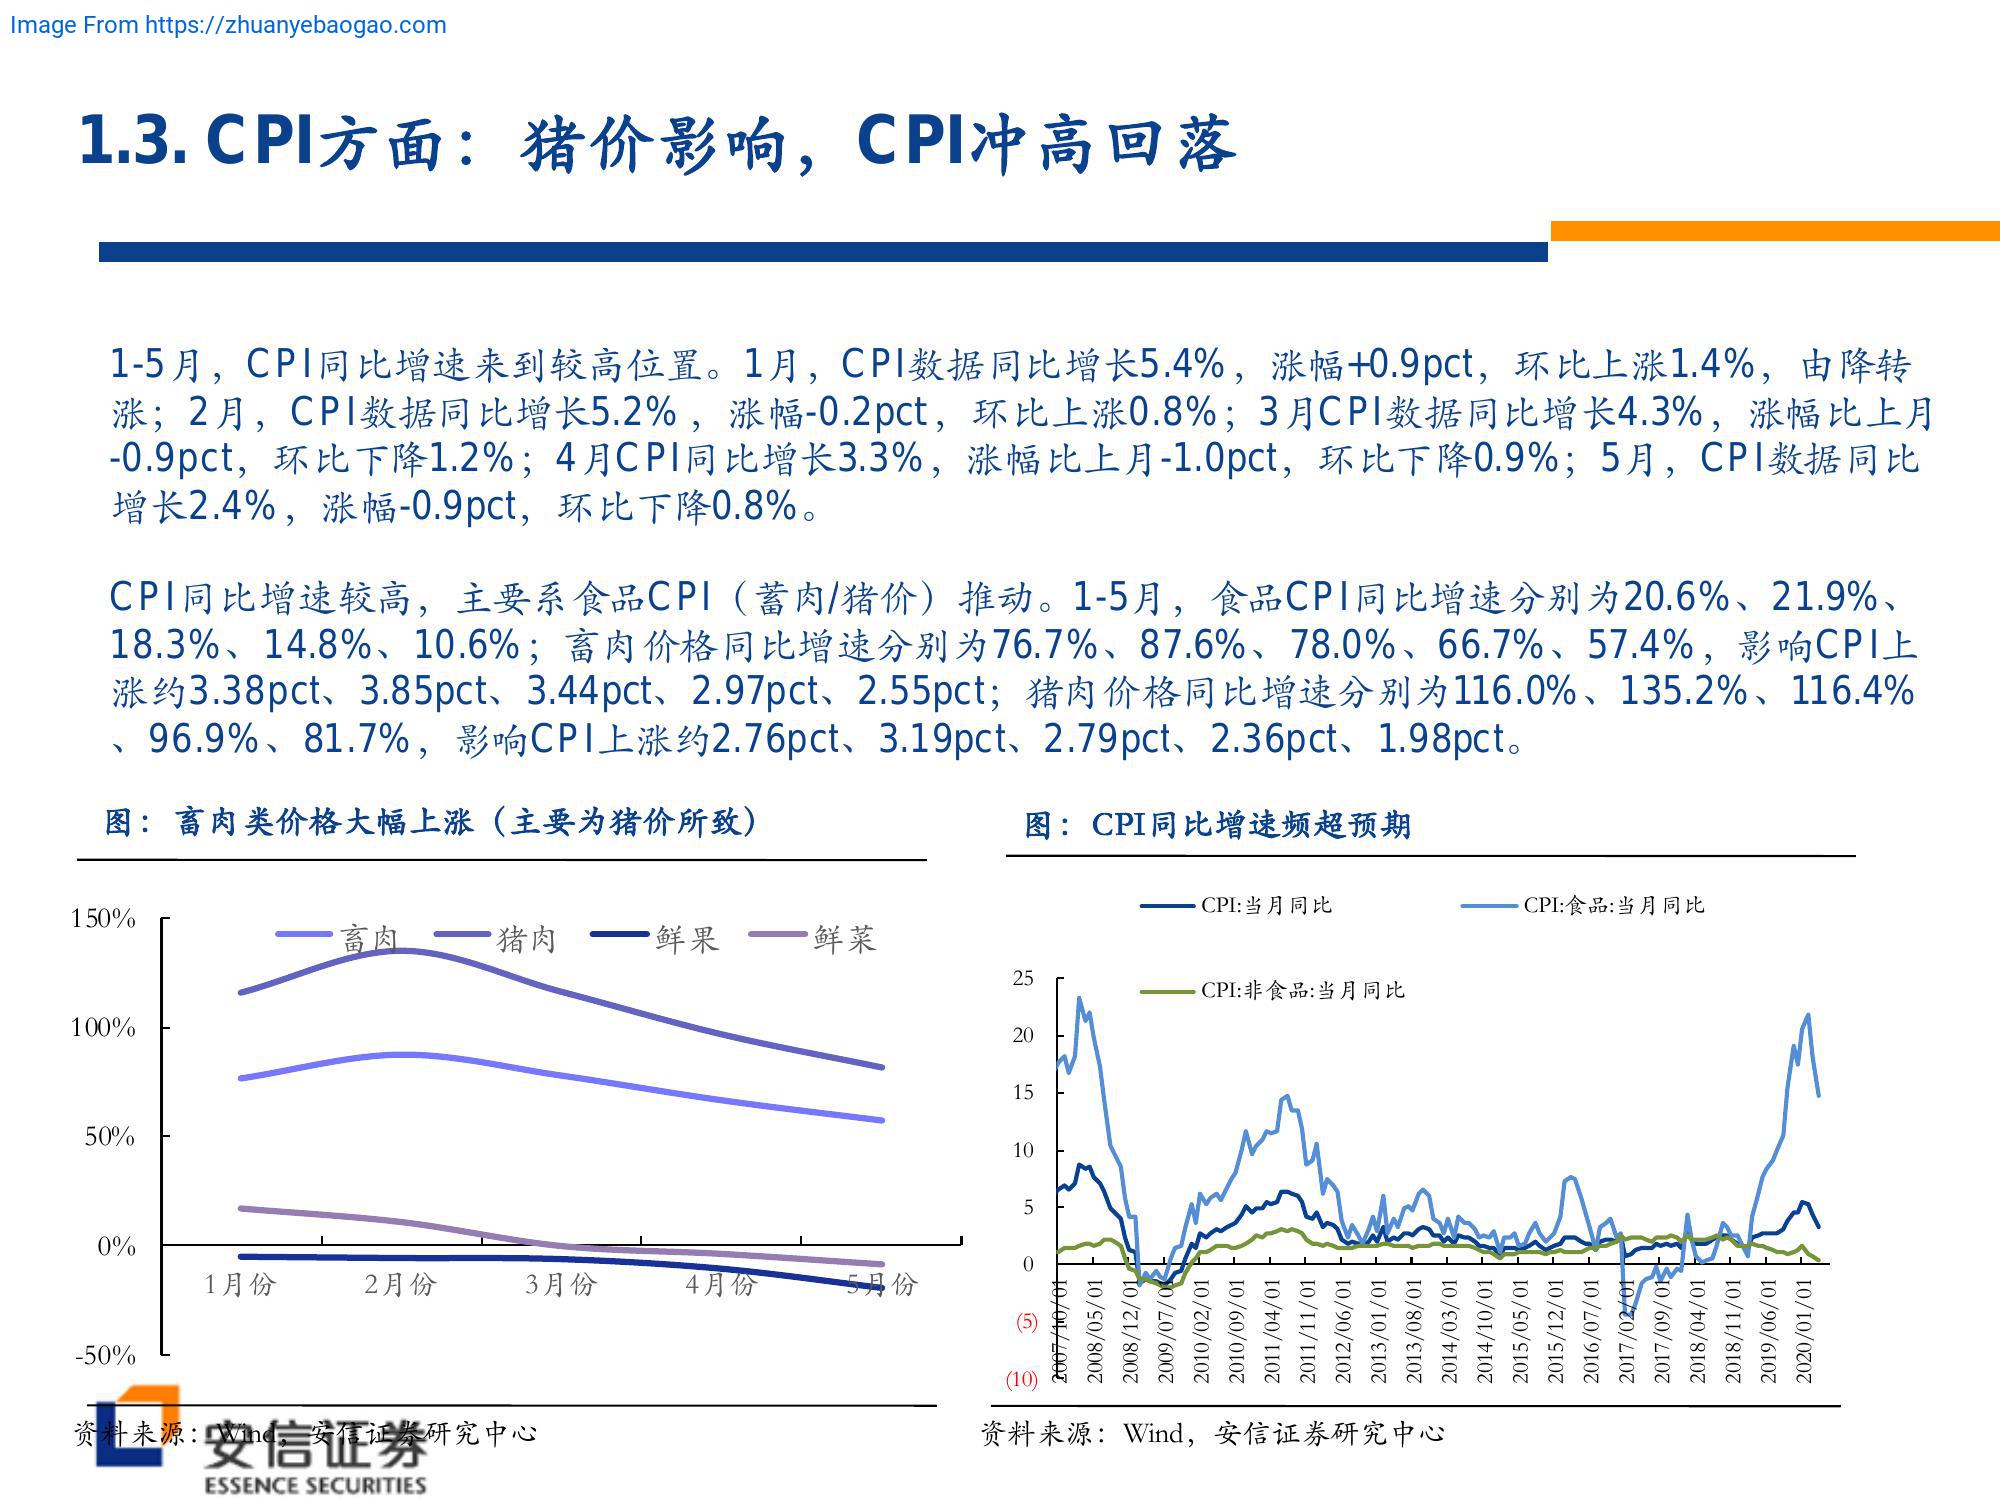 Image From https://zhuanyebaogao.com
1.3. CPI方面：猪价影响，CPI冲高回落
1-5月，CPI同比增速来到较高位置。1月，CPI数据同比增长5.4%，涨幅+0.9pct，环比上涨1.4%，由降转
涨；2月，CPI数据同比增长5.2%，涨幅-0.2pct，环比上涨0.8%；3月CPI数据同比增长4.3%，涨幅比上月
-0.9pct，环比下降1.2%；4月CPI同比增长3.3%，涨幅比上月-1.0pct，环比下降0.9%；5月，CPI数据同比
增长2.4%，涨幅-0.9pct，环比下降0.8%。
CPI同比增速较高，主要系食品CPI（蓄肉/猪价）推动。1-5月，食品CPI同比增速分别为20.6%、21.9%、
18.3%、14.8%、10.6%；畜肉价格同比增速分别为76.7%、87.6%、78.0%、66.7%、57.4%，影响CPI上
涨约3.38pct、3.85pct、3.44pct、2.97pct、2.55pct；猪肉价格同比增速分别为116.0%、135.2%、116.4%
、96.9%、81.7%，影响CPI上涨约2.76pct、3.19pct、2.79pct、2.36pct、1.98pct。
图：畜肉类价格大幅上涨（主要为猪价所致）
150%
100%
50%
0%
-50%
畜肉 猪肉 鲜果 鲜菜
1月份 2月份 3月份 4月份 5月份
资料来源：Wind，安信证券研究中心
图：CPI同比增速频超预期
CPI:当月同比 CPI:食品:当月同比
CPI:非食品:当月同比
25
20
15
10
5
0
(5)
(10)
2007/10/01
2008/05/01
2008/12/01
2009/07/01
2010/02/01
2010/09/01
2011/04/01
2011/11/01
2012/06/01
2013/01/01
2013/08/01
2014/03/01
2014/10/01
2015/05/01
2015/12/01
2016/07/01
2017/02/01
2017/09/01
2018/04/01
2018/11/01
2019/06/01
2020/01/01
资料来源：Wind，安信证券研究中心
安信证券
ESSENCE SECURITIES